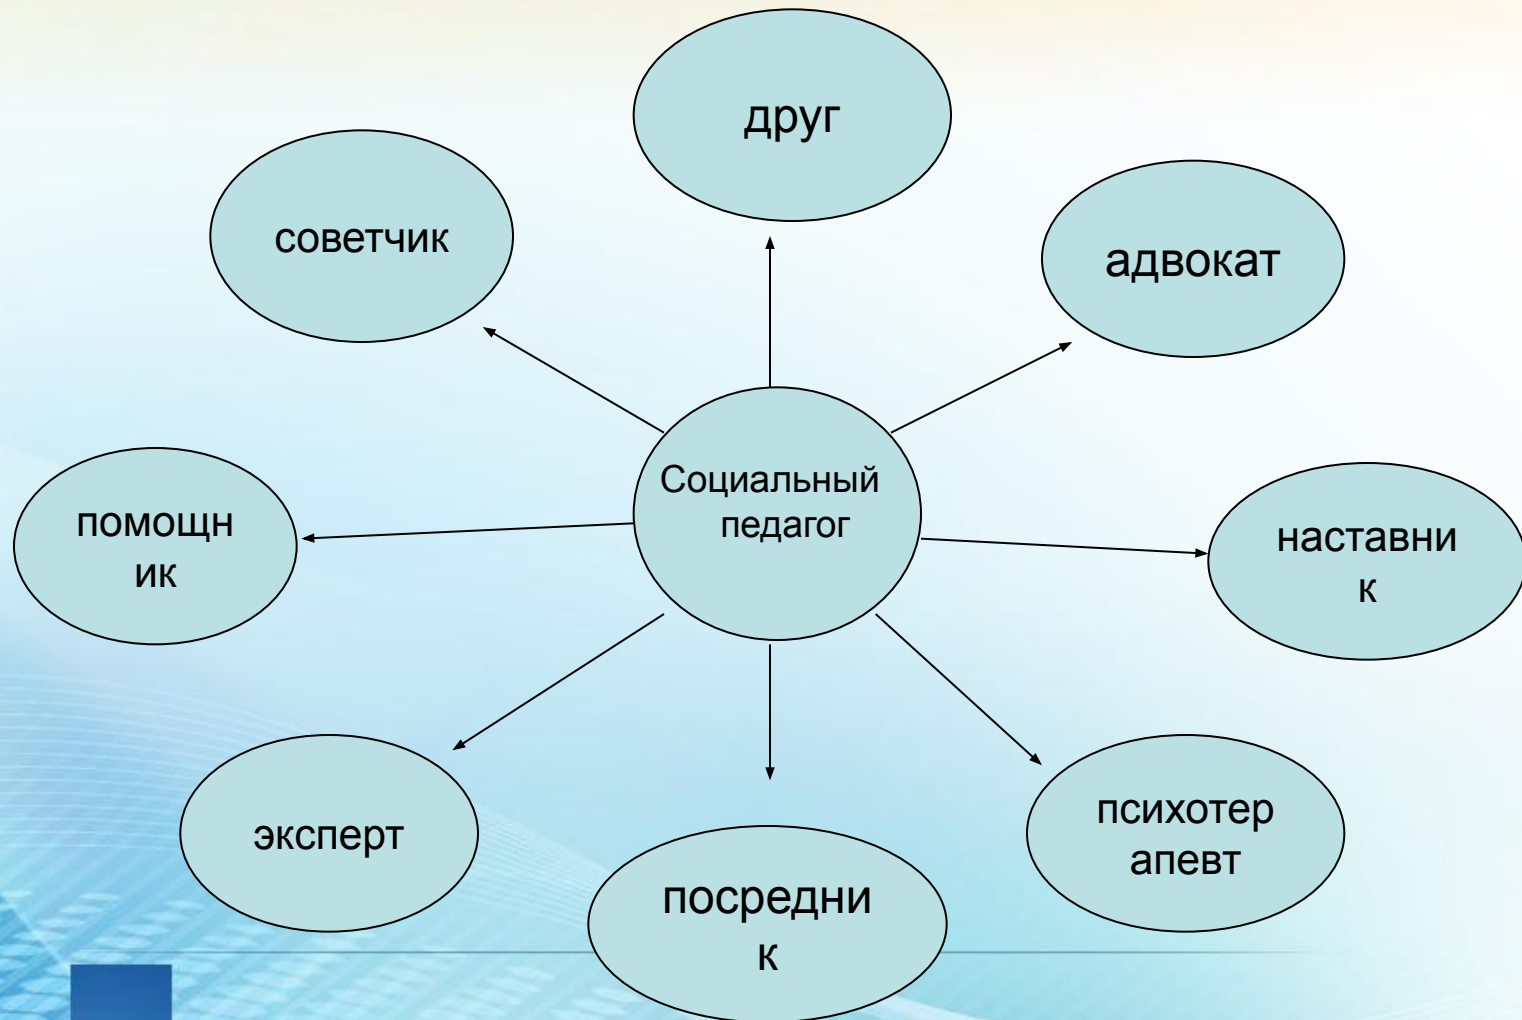 друг
советчик
адвокат
Социальный
педагог
помощн
ик
наставни
к
эксперт
психотер
апевт
посредни
к